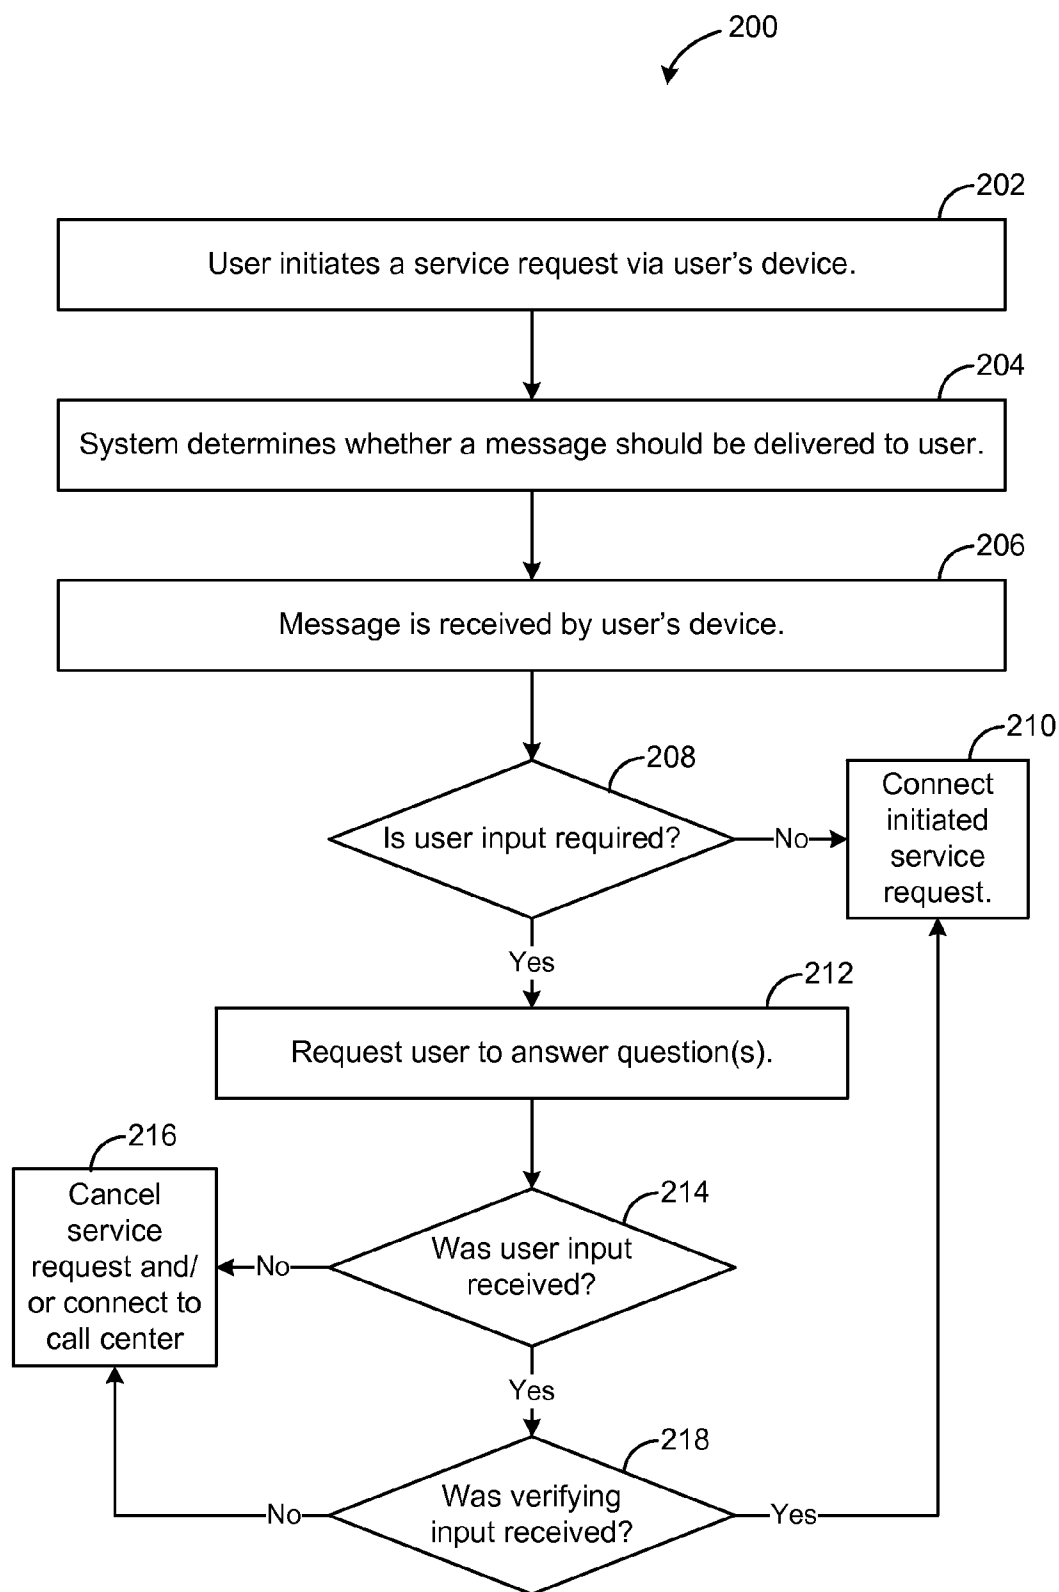 200
202
User initiates a service request via user's device.
204
System determines whether a message should be delivered to user.
206
Message is received by user's device.
208
Is user input required?
No
210
Connect
initiated
service
request.
Yes
212
Request user to answer question(s).
214
Was user input
received?
No
216
Cancel
service
request and/
or connect to
call center
Yes
218
Was verifying
input received?
No
Yes